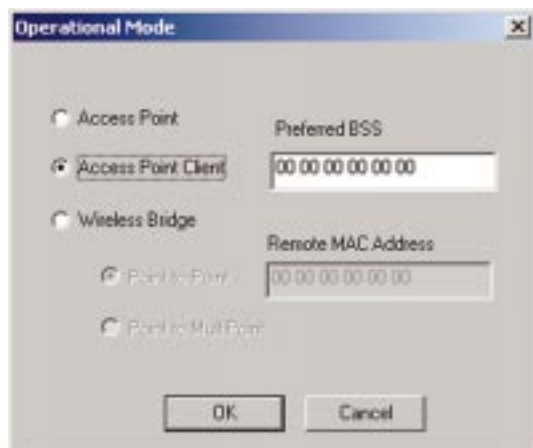 Operational Mode
Access Point
Preferred BSS
Access Point Client
00 00 00 00 00 00
Wireless Bridge
Remote MAC Address
Point to Point
00 00 00 00 00 00
Point to Mult Point
OK
Cancel